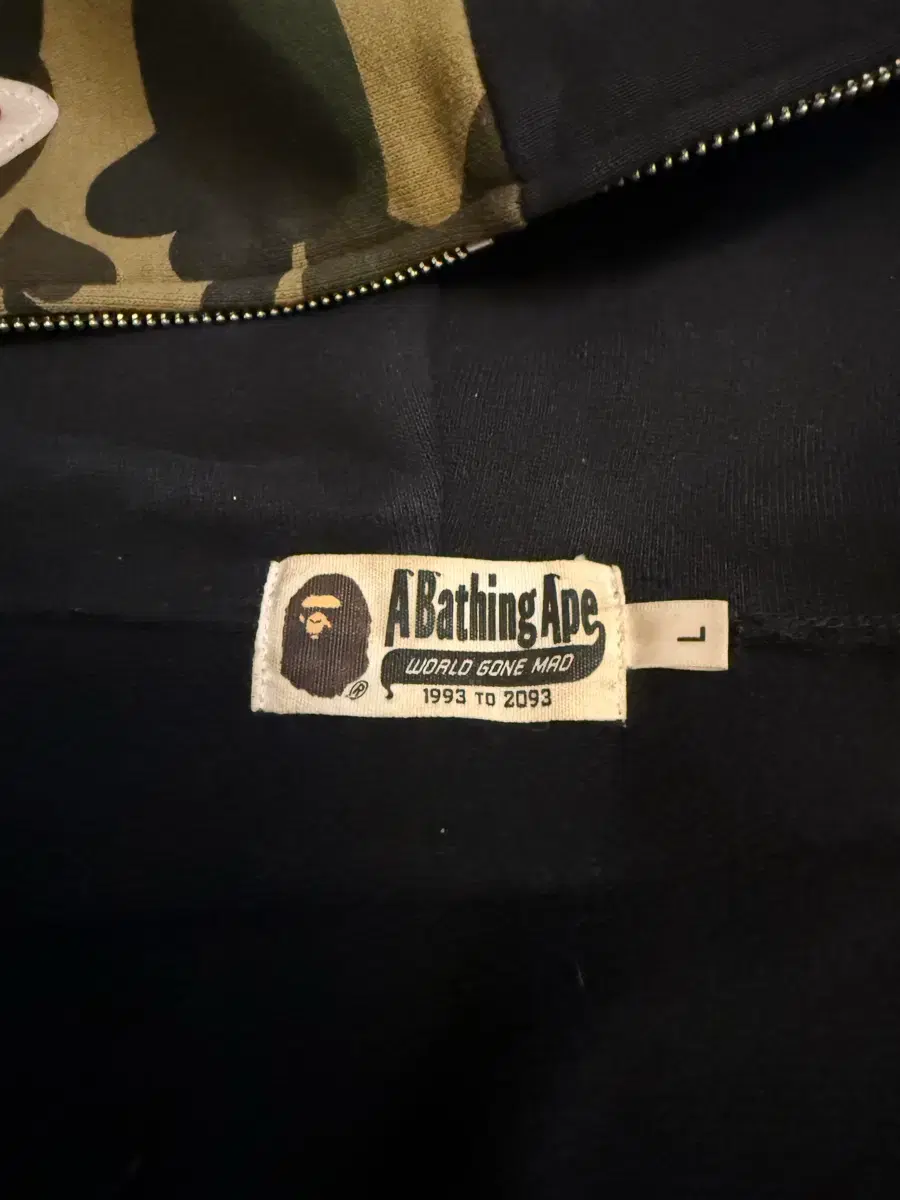 A Bathing Ape
WORLD GONE MAD
®
1993 TO 2093
L